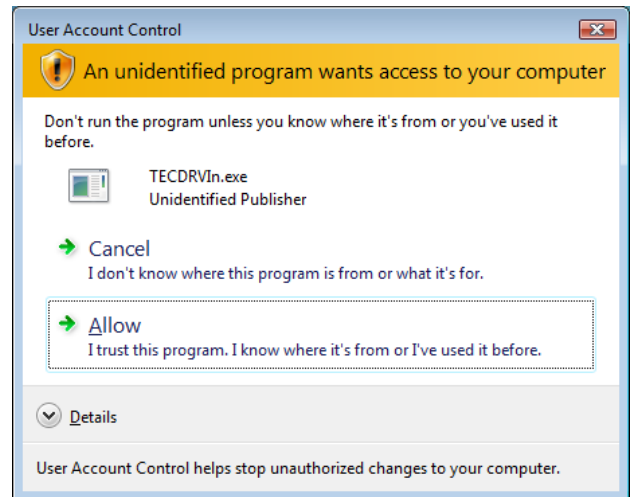 User Account Control
An unidentified program wants access to your computer
Don't run the program unless you know where it's from or you've used it
before.
TECDRVIn.exe
Unidentified Publisher
Cancel
I don't know where this program is from or what it's for.
Allow
I trust this program. I know where it's from or I've used it before.
Details
User Account Control helps stop unauthorized changes to your computer.